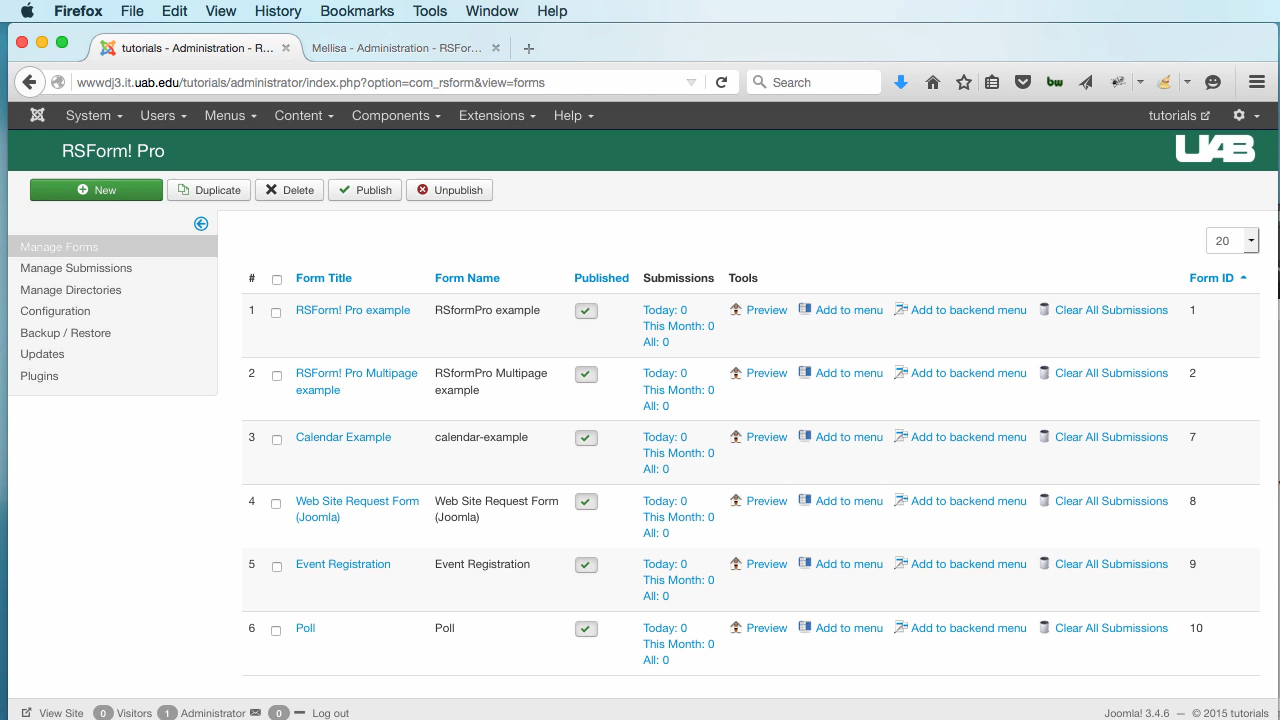 Firefox File Edit View History Bookmarks Tools Window Help
tutorials - Administration - R... Mellisa - Administration - RSFor...
wwwdj3.it.uab.edu/tutorials/administrator/index.php?option=com_rsform&view=forms Search bw
System Users Menus Content Components Extensions Help tutorials
RSForm! Pro UAB
New Duplicate Delete Publish Unpublish
Manage Forms
Manage Submissions
Manage Directories
Configuration
Backup / Restore
Updates
Plugins
20
# Form Title Form Name Published Submissions Tools Form ID
1 RSForm! Pro example RSformPro example Today: 0 Preview Add to menu Add to backend menu Clear All Submissions 1
This Month: 0
All: 0
2 RSForm! Pro Multipage RSformPro Multipage Today: 0 Preview Add to menu Add to backend menu Clear All Submissions 2
example example This Month: 0
All: 0
3 Calendar Example calendar-example Today: 0 Preview Add to menu Add to backend menu Clear All Submissions 7
This Month: 0
All: 0
4 Web Site Request Form Web Site Request Form Today: 0 Preview Add to menu Add to backend menu Clear All Submissions 8
(Joomla) (Joomla) This Month: 0
All: 0
5 Event Registration Event Registration Today: 0 Preview Add to menu Add to backend menu Clear All Submissions 9
This Month: 0
All: 0
6 Poll Poll Today: 0 Preview Add to menu Add to backend menu Clear All Submissions 10
This Month: 0
All: 0
View Site 0 Visitors 1 Administrator 0 Log out Joomla! 3.4.6 — © 2015 tutorials